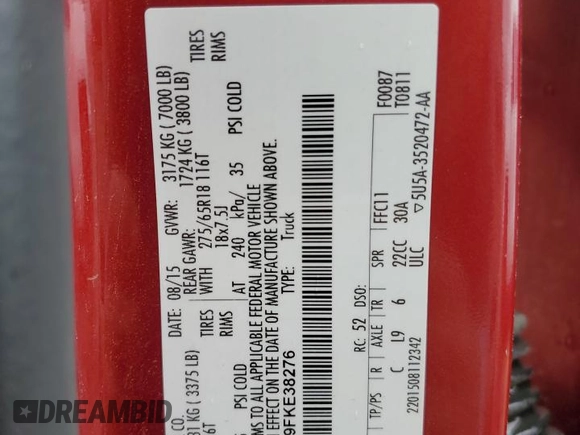 CO.
DATE: 08/15 GVWR: 3175 KG ( 7000 LB)
31 KG ( 3375 LB) REAR GAWR: 1724 KG ( 3800 LB)
TIRES WITH 275/65R18 116T TIRES
RIMS 18x7.5J RIMS
PSI COLD AT 240 kPa/ 35 PSI COLD
TO ALL APPLICABLE FEDERAL MOTOR VEHICLE
EFFECT ON THE DATE OF MANUFACTURE SHOWN ABOVE.
9FKE38276 TYPE: Truck
F0087
RC: 52 DSO: FFC11 T0811
TP/PS R AXLE TR SPR 30A
C L9 6 22CC
2201508112342 ULC ▽5U5A-3520472-AA
DREAMBID